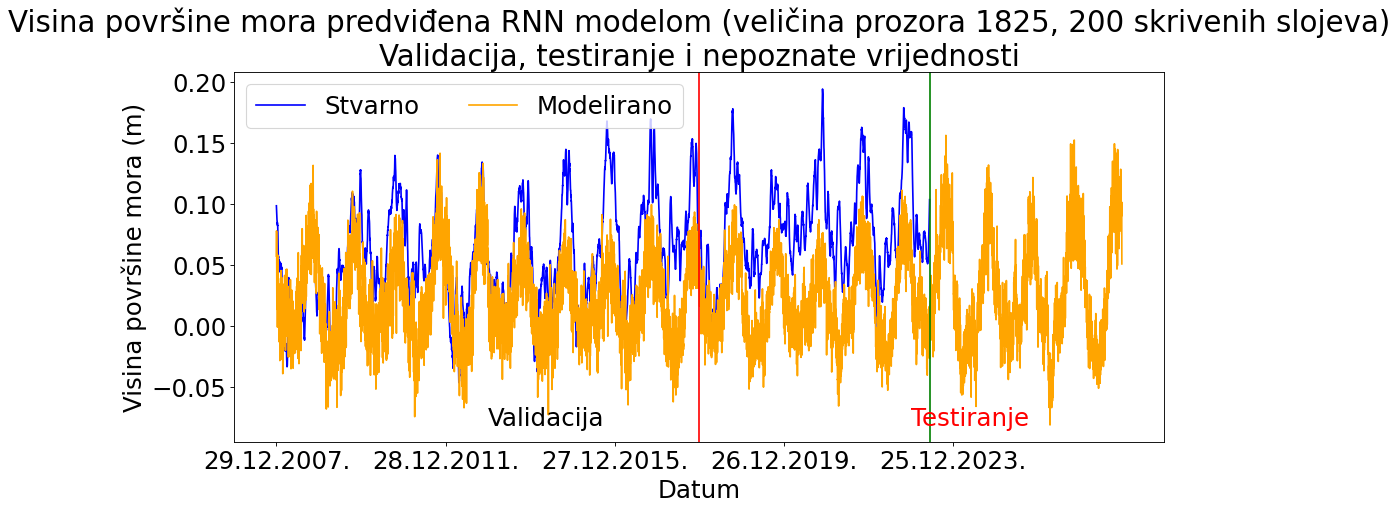 Visina površine mora predviđena RNN modelom (veličina prozora 1825, 200 skrivenih slojeva)
Validacija, testiranje i nepoznate vrijednosti
Stvarno Modelirano
Visina površine mora (m)
0.20
0.15
0.10
0.05
0.00
−0.05
Validacija Testiranje
29.12.2007. 28.12.2011. 27.12.2015. 26.12.2019. 25.12.2023.
Datum